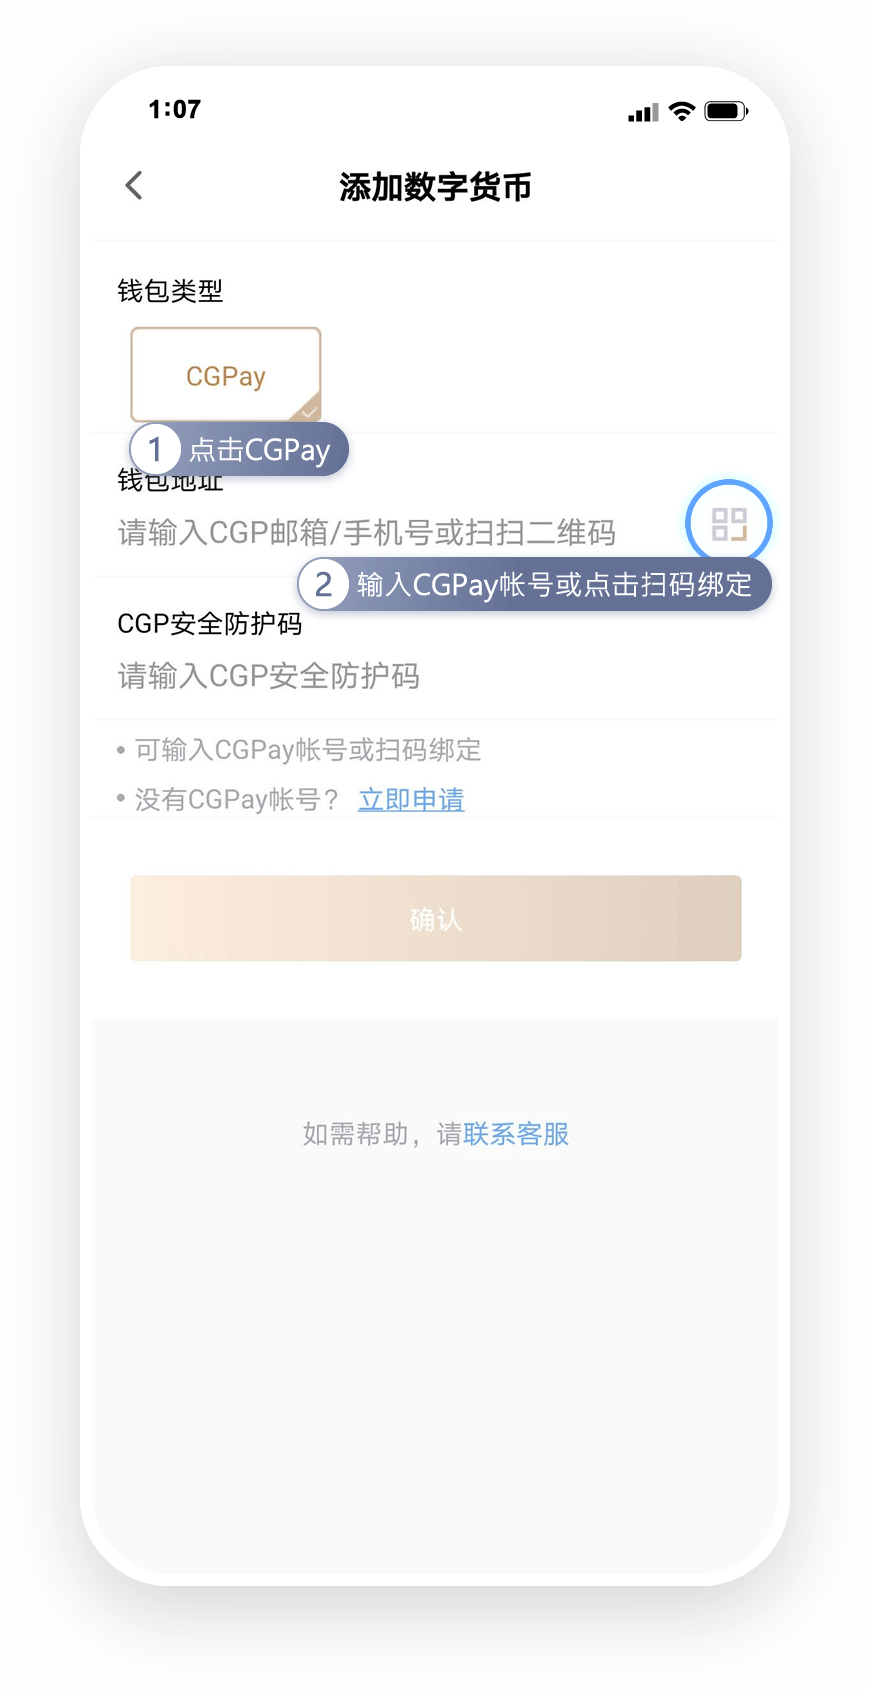 1:07
添加数字货币
钱包类型
CGPay
1 点击CGPay
钱包地址
请输入CGP邮箱/手机号或扫扫二维码
2 输入CGPay帐号或点击扫码绑定
CGP安全防护码
请输入CGP安全防护码
• 可输入CGPay帐号或扫码绑定
• 没有CGPay帐号? 立即申请
确认
如需帮助，请联系客服